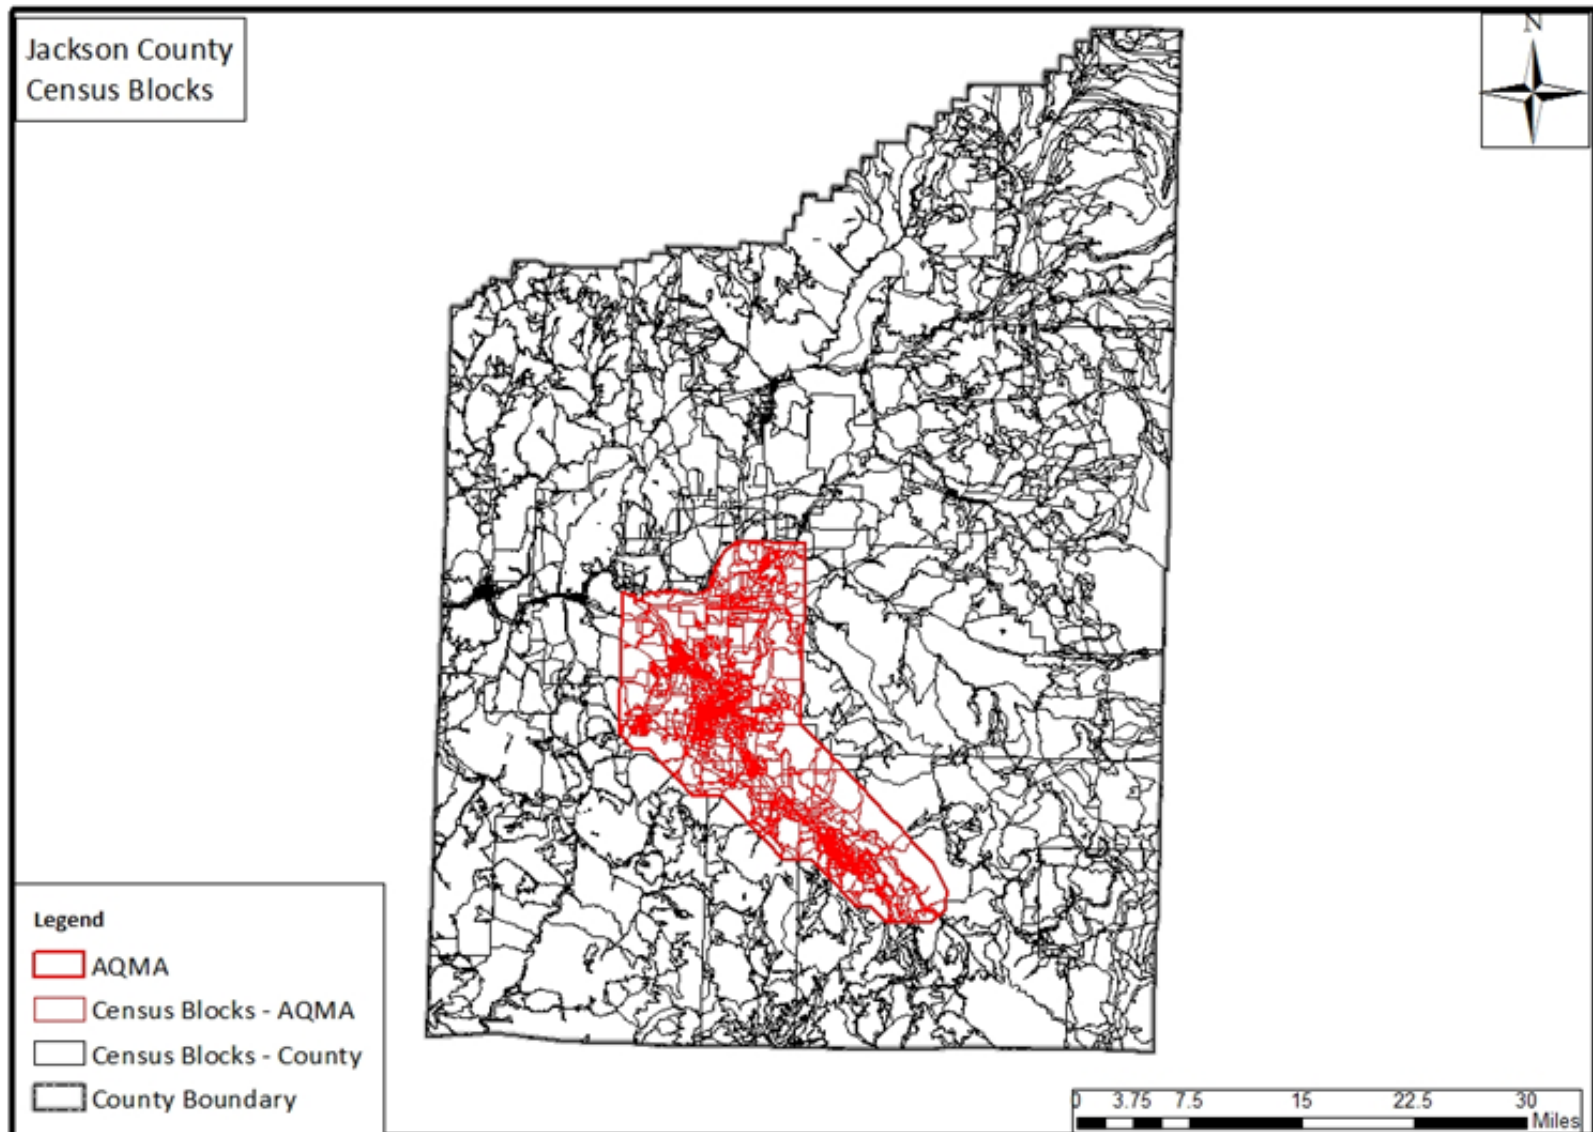 Jackson County
Census Blocks
N
Legend
AQMA
Census Blocks - AQMA
Census Blocks - County
County Boundary
0 3.75 7.5 15 22.5 30
Miles